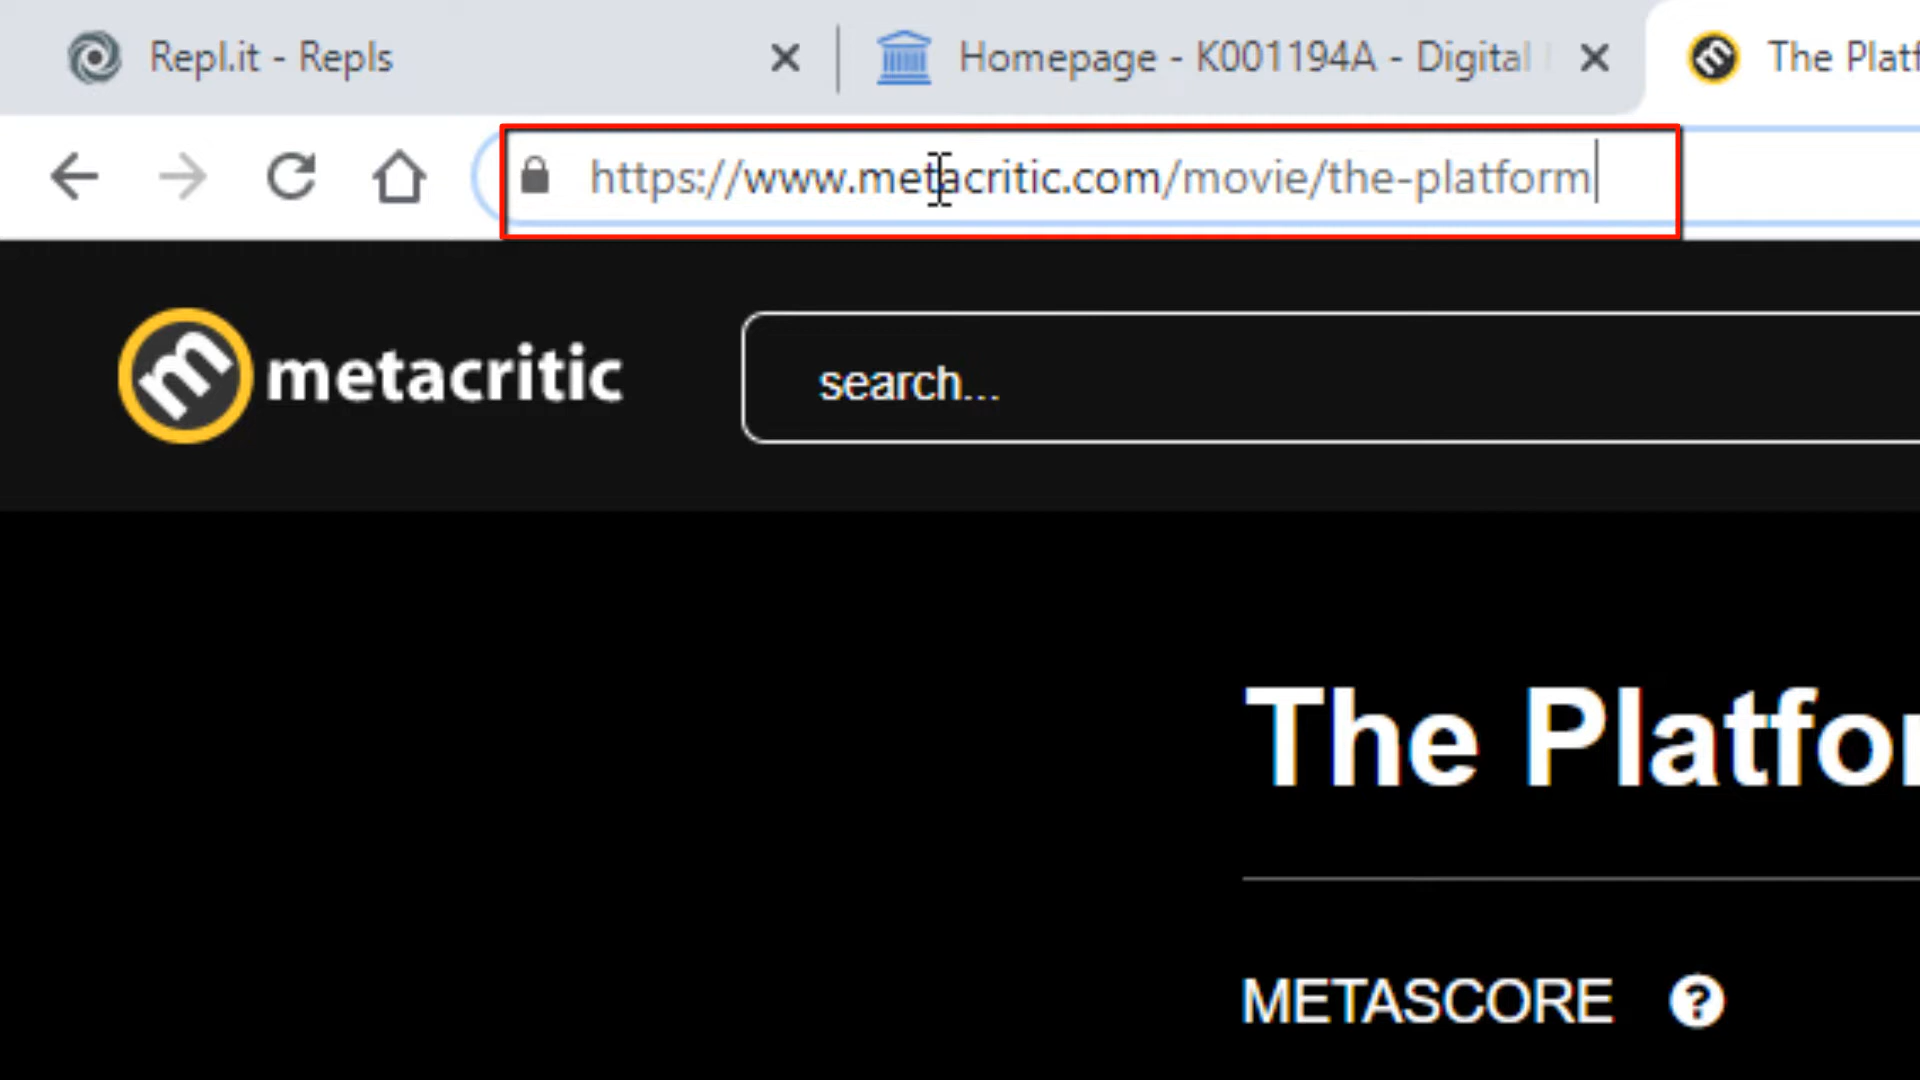 Repl.it - Repls
Homepage - K001194A - Digital
The Platf
https://www.metacritic.com/movie/the-platform
metacritic
search...
The Platfor
METASCORE ?